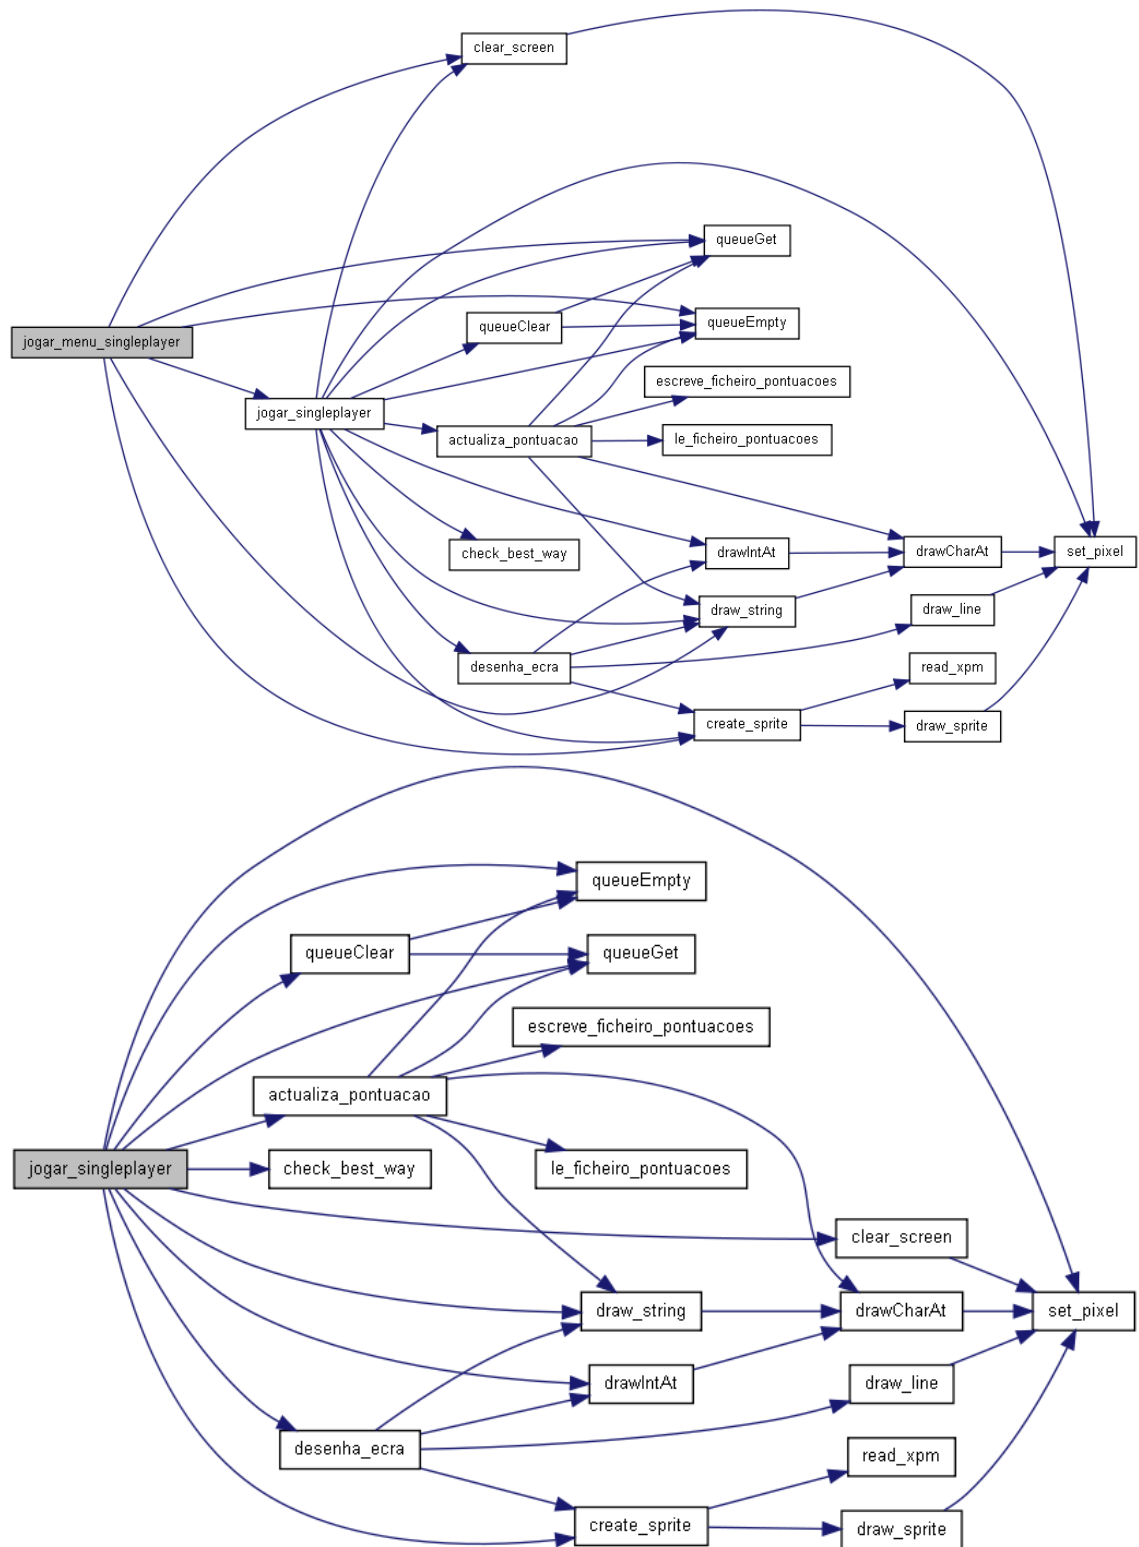 clear_screen
queueGet
queueEmpty
queueClear
jogar_menu_singleplayer
escreve_ficheiro_pontuacoes
jogar_singleplayer
actualiza_pontuacao
le_ficheiro_pontuacoes
check_best_way
drawIntAt
drawCharAt
set_pixel
draw_string
draw_line
desenha_ecra
read_xpm
create_sprite
draw_sprite
queueEmpty
queueClear
queueGet
escreve_ficheiro_pontuacoes
actualiza_pontuacao
jogar_singleplayer
check_best_way
le_ficheiro_pontuacoes
clear_screen
draw_string
drawCharAt
set_pixel
drawIntAt
draw_line
desenha_ecra
read_xpm
create_sprite
draw_sprite